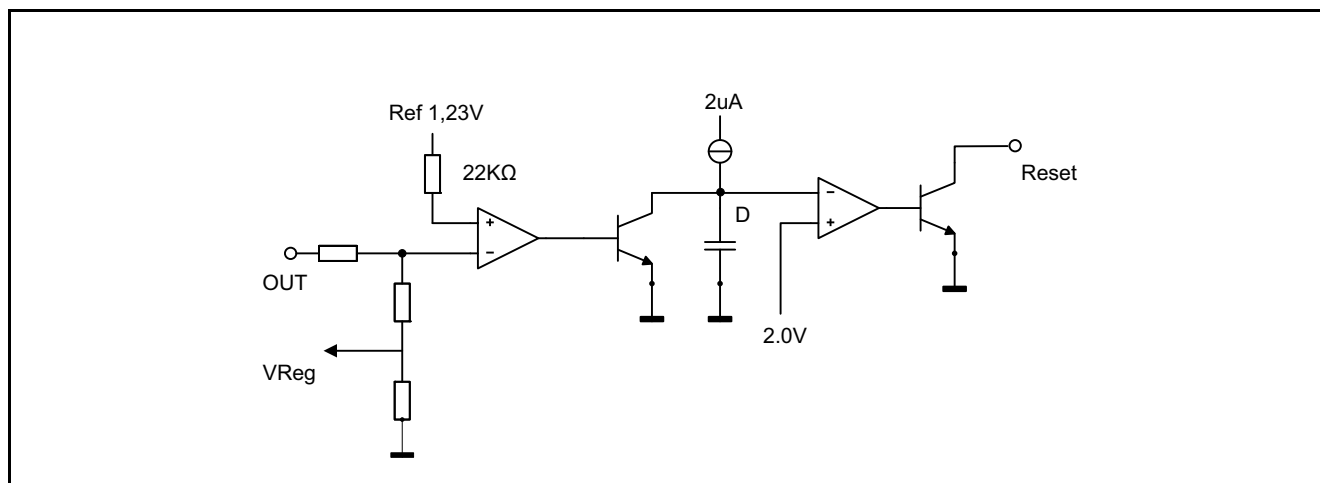 2uA
Ref 1,23V
22KΩ
Reset
+
-
D
-
+
OUT
2.0V
VReg